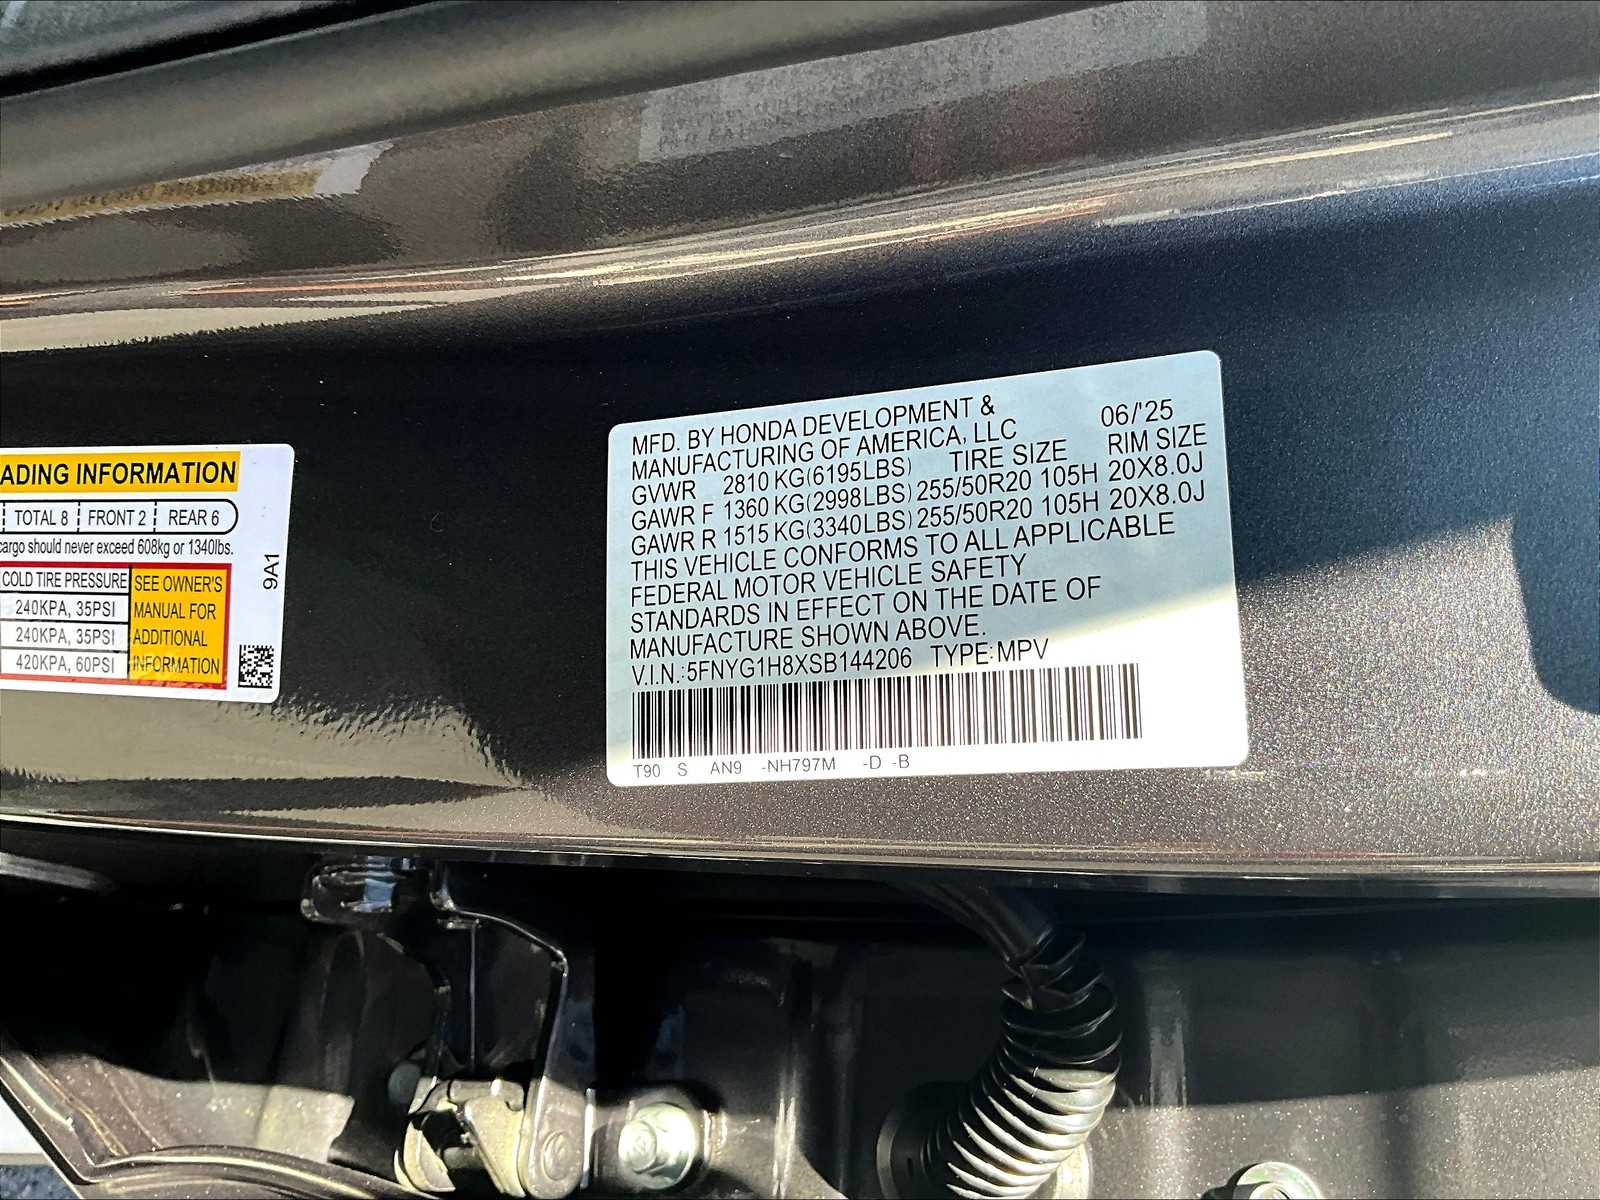 ADING INFORMATION
TOTAL 8 FRONT 2 REAR 6
cargo should never exceed 608kg or 1340lbs.
COLD TIRE PRESSURE
240KPA, 35PSI
240KPA, 35PSI
420KPA, 60PSI
SEE OWNER'S
MANUAL FOR
ADDITIONAL
INFORMATION
9A1
MFD. BY HONDA DEVELOPMENT & 06/'25
MANUFACTURING OF AMERICA, LLC
TIRE SIZE RIM SIZE
GVWR 2810 KG(6195LBS)
GAWR F 1360 KG(2998LBS) 255/50R20 105H 20X8.0J
GAWR R 1515 KG(3340LBS) 255/50R20 105H 20X8.0J
THIS VEHICLE CONFORMS TO ALL APPLICABLE
FEDERAL MOTOR VEHICLE SAFETY
STANDARDS IN EFFECT ON THE DATE OF
MANUFACTURE SHOWN ABOVE.
V.I.N.:5FNYG1H8XSB144206 TYPE:MPV
T90 S AN9 -NH797M -D -B